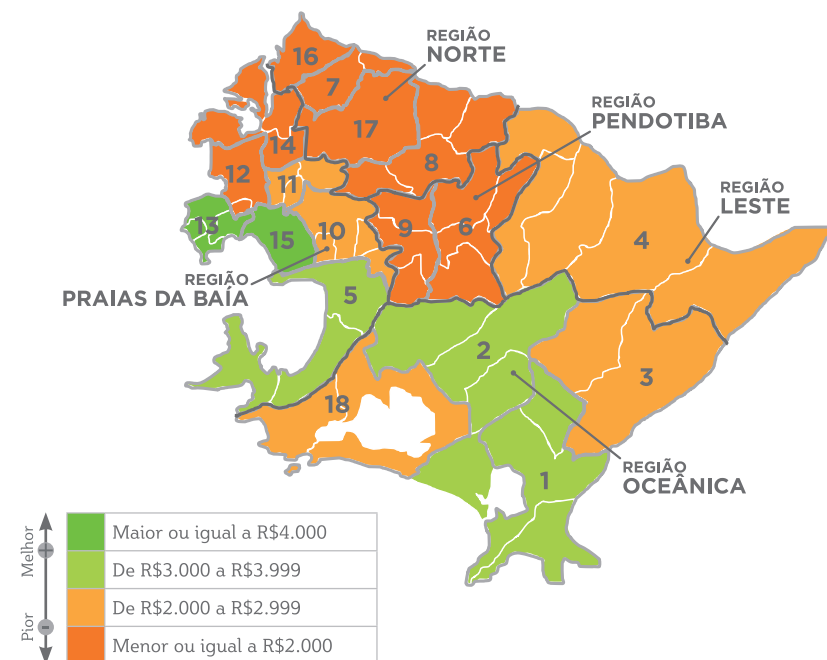 REGIÃO
NORTE
REGIÃO
PENDOTIBA
REGIÃO
LESTE
REGIÃO
PRAIAS DA BAÍA
REGIÃO
OCEÂNICA
16
7
17
14
12
8
11
13
15
10
9
6
4
5
2
3
18
1
Melhor
Pior
Maior ou igual a R$4.000
De R$3.000 a R$3.999
De R$2.000 a R$2.999
Menor ou igual a R$2.000